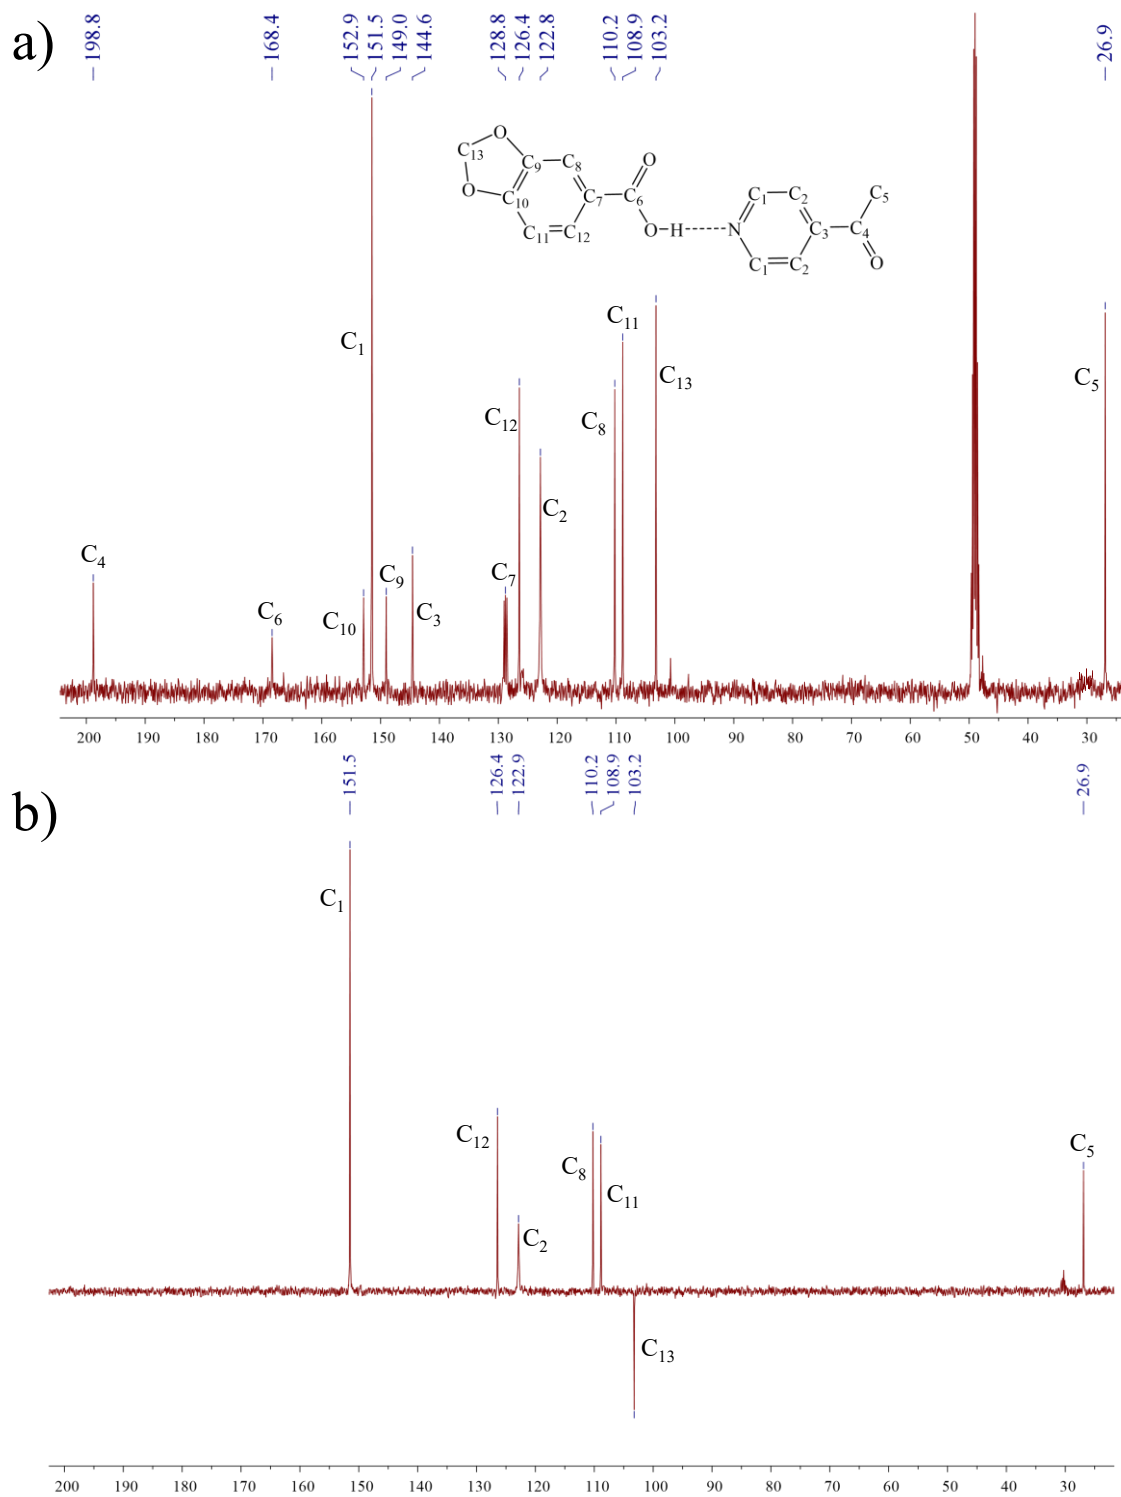 a)
198.8 168.4 152.9 151.5 149.0 144.6 128.8 126.4 122.8 110.2 108.9 103.2 26.9
O
C13 C9 C8 O
O C10 C7 C6 C1 C2 C5
C11 C12 O-H N C3 C4
C1 C2 O
C11
C1
C13 C5
C12 C8
C2
C4
C7 C9
C6 C10 C3
200 190 180 170 160 150 140 130 120 110 100 90 80 70 60 50 40 30
b)
151.5 126.4 122.9 110.2 108.9 103.2 26.9
C1
C12 C5
C8
C11
C2
C13
200 190 180 170 160 150 140 130 120 110 100 90 80 70 60 50 40 30